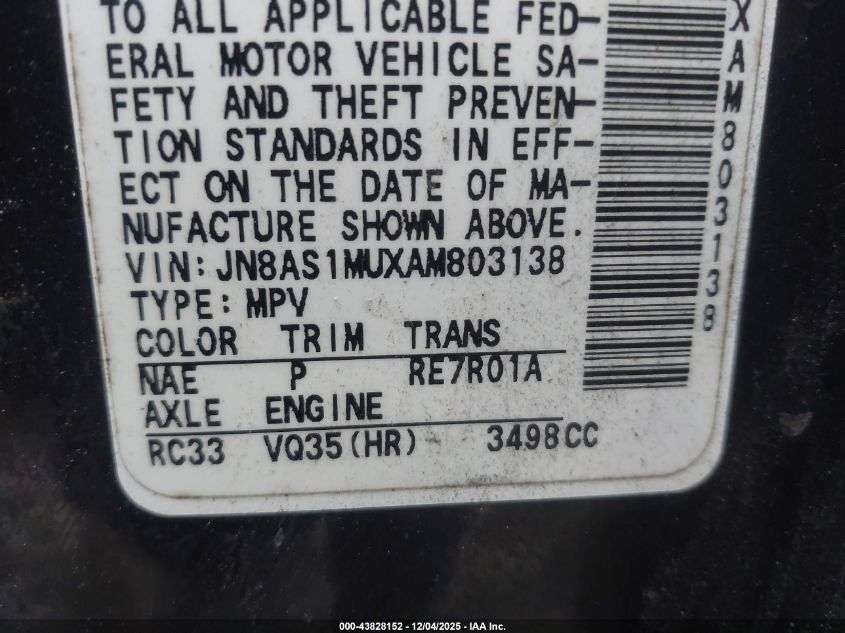 TO ALL APPLICABLE FED-
ERAL MOTOR VEHICLE SA-
FETY AND THEFT PREVEN-
TION STANDARDS IN EFF-
ECT ON THE DATE OF MA-
NUFACTURE SHOWN ABOVE.
VIN:JN8AS1MUXAM803138
TYPE:MPV
COLOR TRIM TRANS
NAE P RE7R01A
AXLE ENGINE
RC33 VQ35(HR) 3498CC
XAM803138
000-43828152 - 12/04/2025 - IAA Inc.